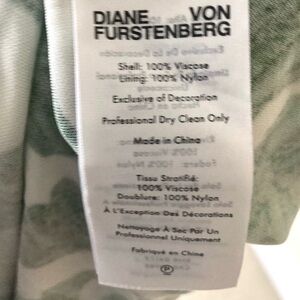 DIANE VON
FURSTENBERG
Shell: 100% Viscose
Lining: 100% Nylon
Exclusive of Decoration
Professional Dry Clean Only
Made in China
Tissu Stratifié:
100% Viscose
Doublure: 100% Nylon
À L'Exception Des Décorations
Nettoyage À Sec Par Un
Professionnel Uniquement
Fabriqué en Chine
P